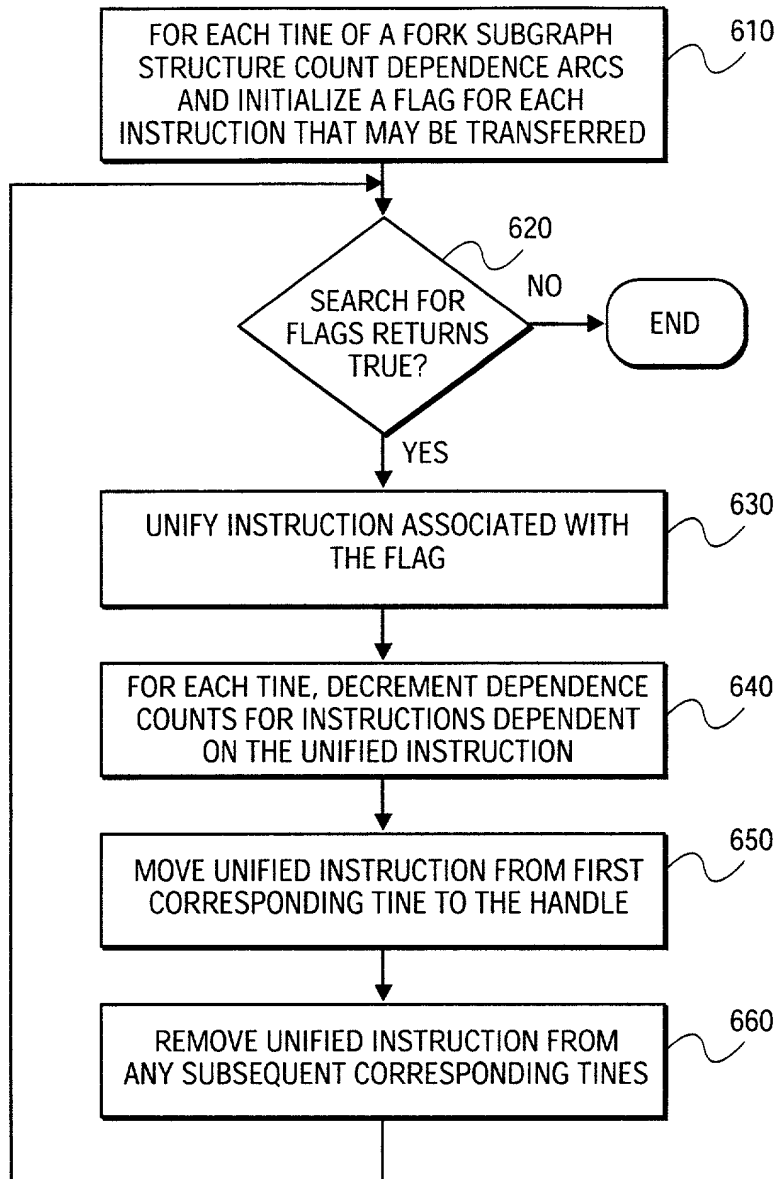 FOR EACH TINE OF A FORK SUBGRAPH
STRUCTURE COUNT DEPENDENCE ARCS
AND INITIALIZE A FLAG FOR EACH
INSTRUCTION THAT MAY BE TRANSFERRED
610
620
SEARCH FOR
FLAGS RETURNS
TRUE?
NO
END
YES
UNIFY INSTRUCTION ASSOCIATED WITH
THE FLAG
630
FOR EACH TINE, DECREMENT DEPENDENCE
COUNTS FOR INSTRUCTIONS DEPENDENT
ON THE UNIFIED INSTRUCTION
640
MOVE UNIFIED INSTRUCTION FROM FIRST
CORRESPONDING TINE TO THE HANDLE
650
REMOVE UNIFIED INSTRUCTION FROM
ANY SUBSEQUENT CORRESPONDING TINES
660